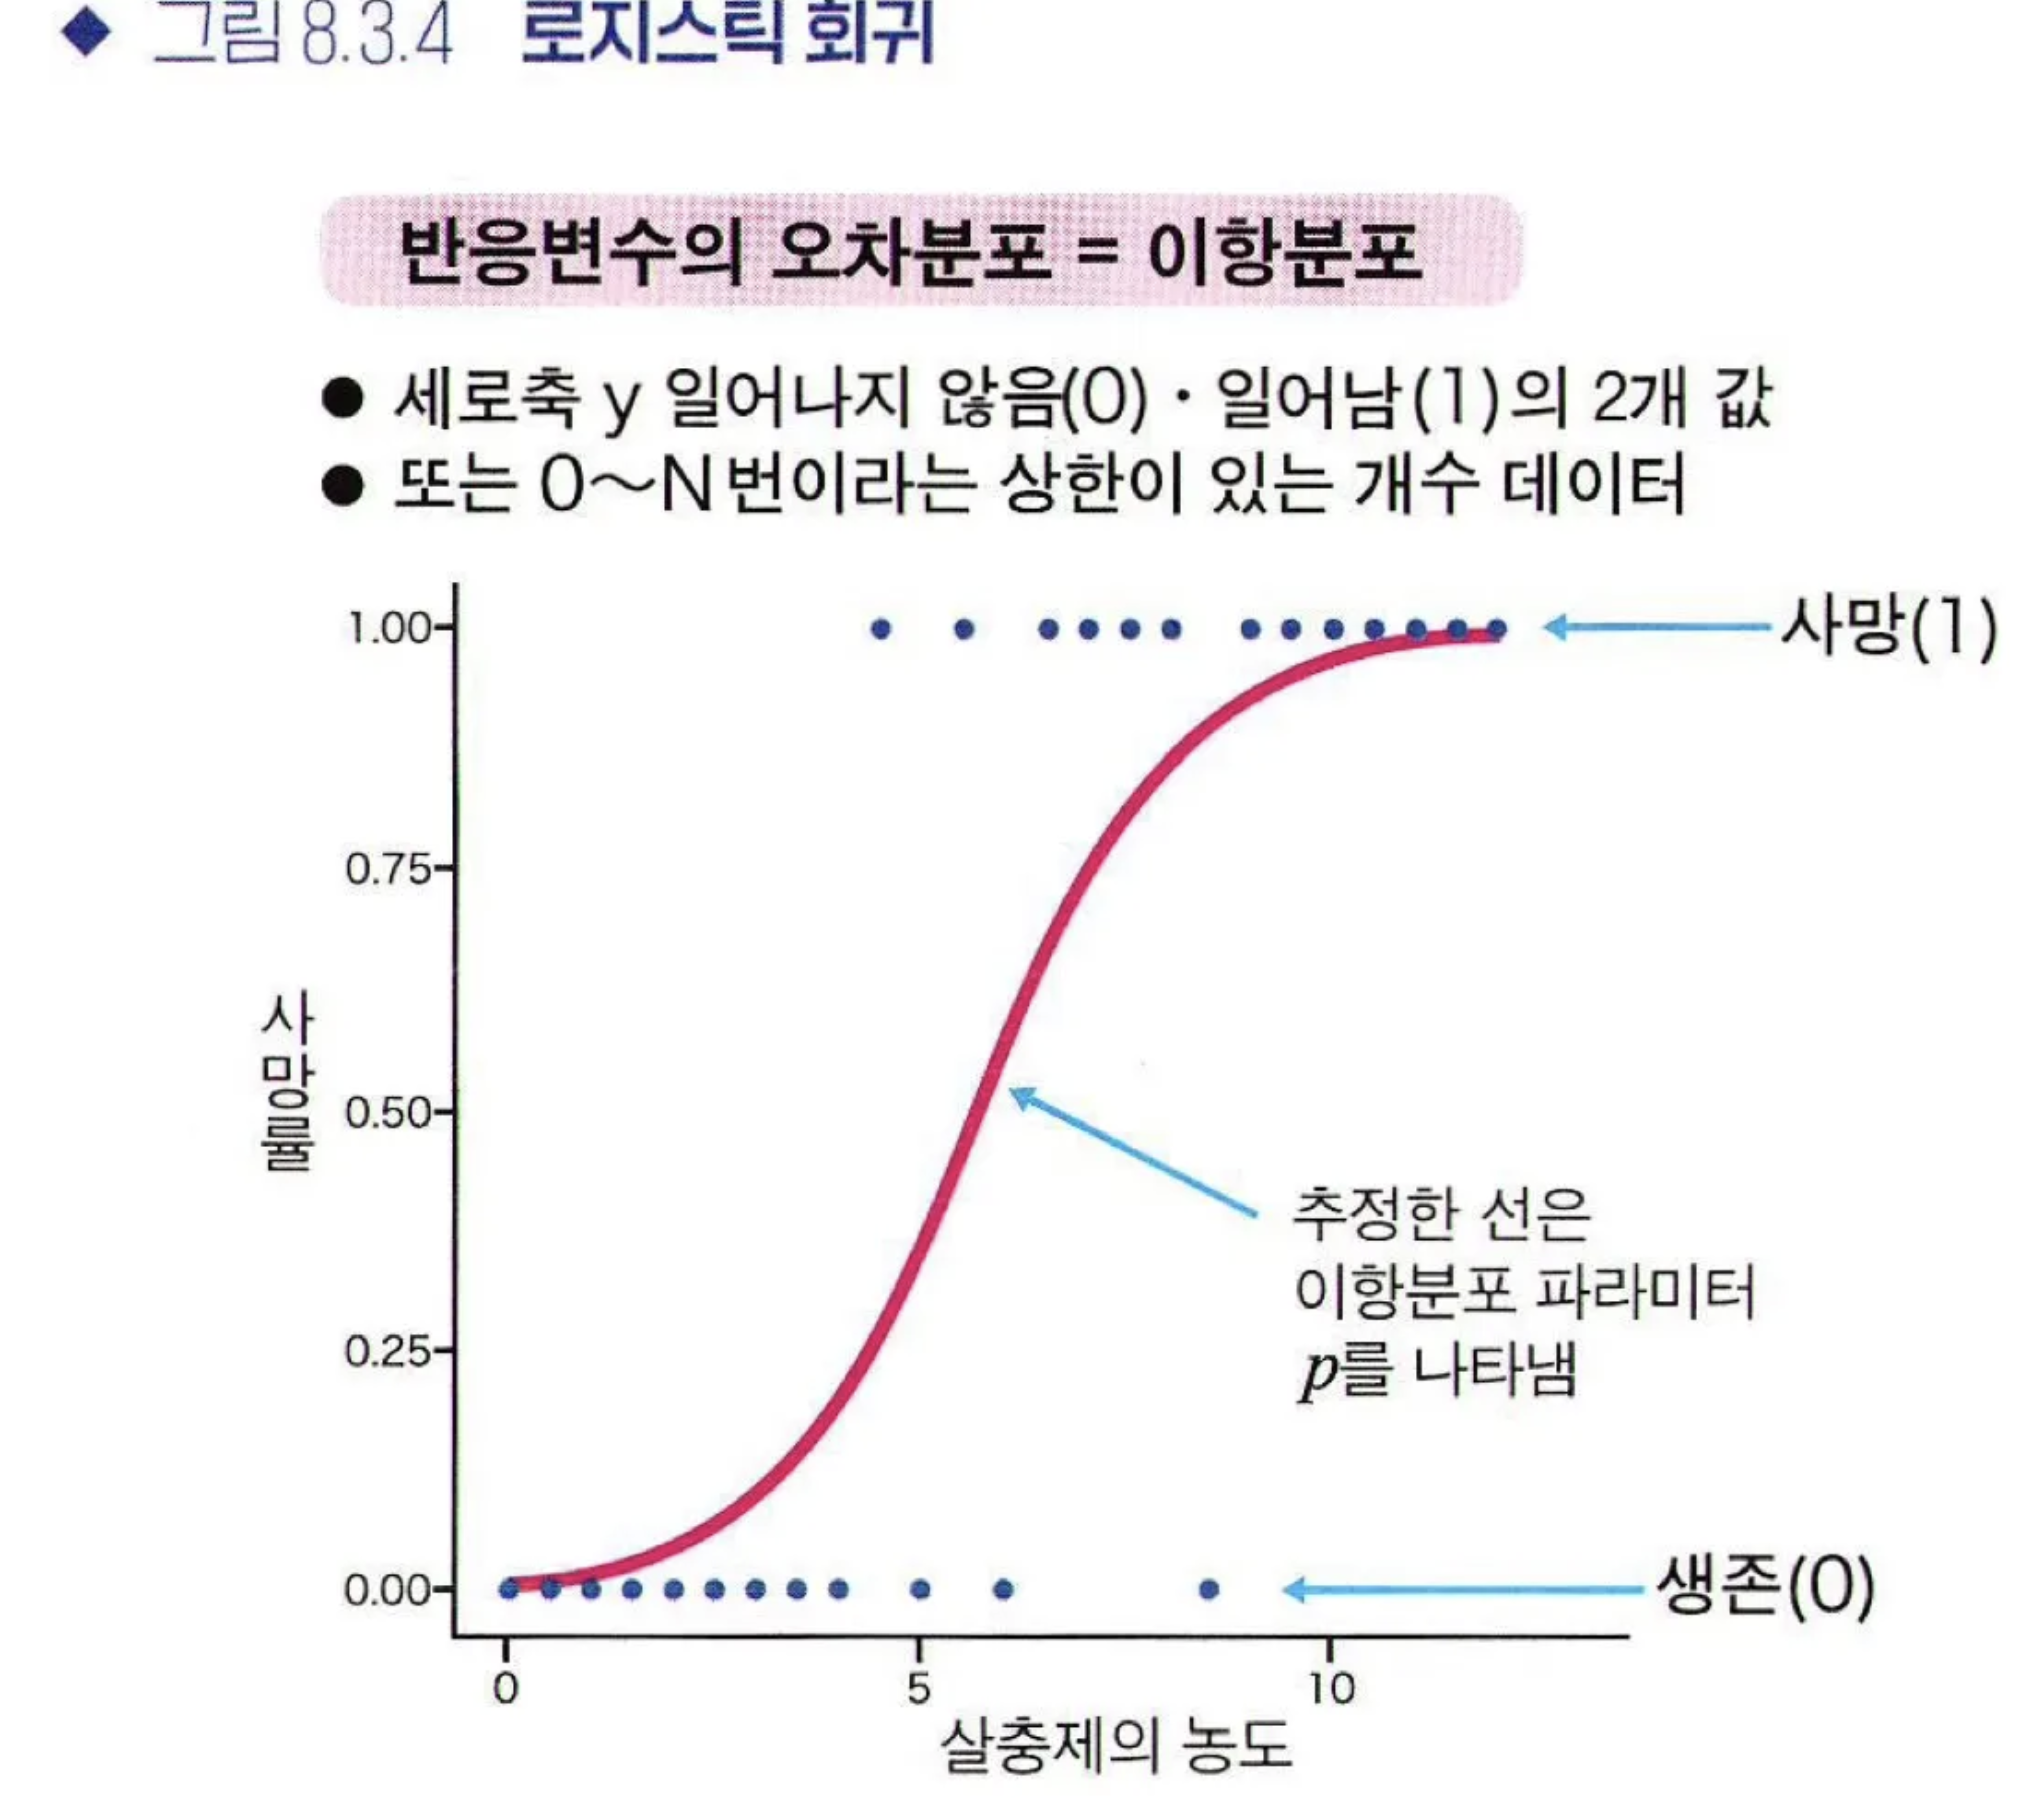 ◆ 그림 8.3.4 로지스틱 회귀
반응변수의 오차분포 = 이항분포
● 세로축 y 일어나지 않음(0)・일어남(1)의 2개 값
● 또는 0~N번이라는 상한이 있는 개수 데이터
1.00
사망(1)
0.75
사망률
0.50
추정한 선은
이항분포 파라미터
p를 나타냄
0.25
0.00
생존(0)
0 5 10
살충제의 농도